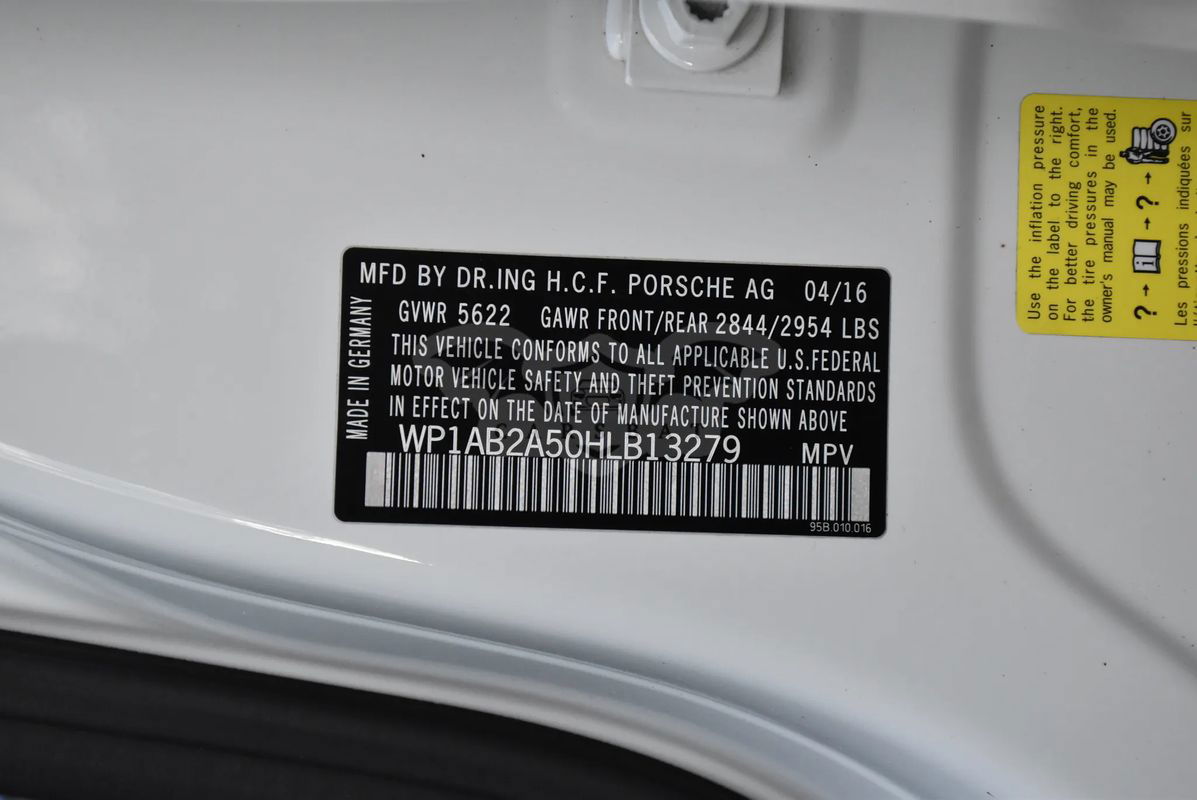 MFD BY DR.ING H.C.F. PORSCHE AG 04/16
GVWR 5622 GAWR FRONT/REAR 2844/2954 LBS
THIS VEHICLE CONFORMS TO ALL APPLICABLE U.S.FEDERAL
MOTOR VEHICLE SAFETY AND THEFT PREVENTION STANDARDS
IN EFFECT ON THE DATE OF MANUFACTURE SHOWN ABOVE
WP1AB2A50HLB13279 MPV
95B.010.016
MADE IN GERMANY
Use the inflation pressure
on the label to the right.
For better driving comfort,
the tire pressures in the
owner's manual may be used.
? → i → ? →
Les pressions indiquées sur